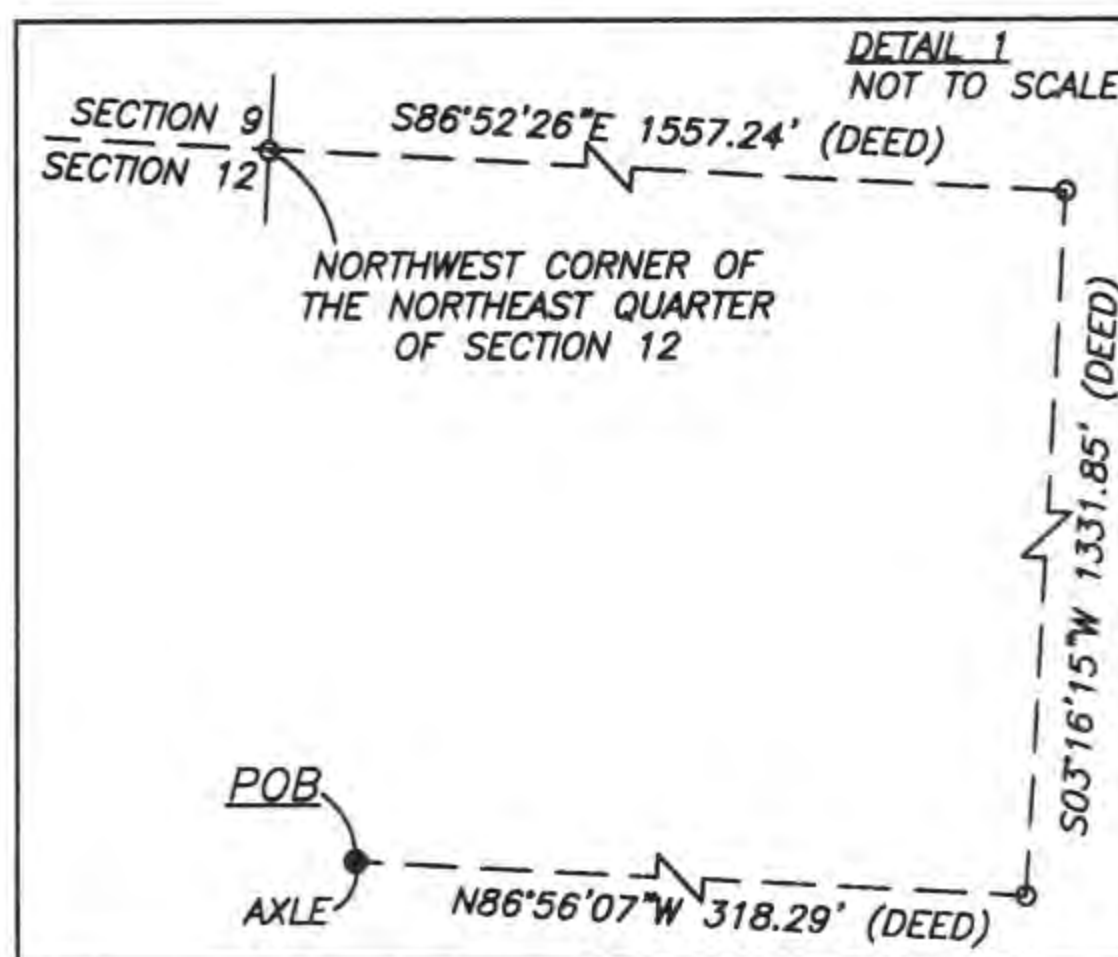 DETAIL 1
NOT TO SCALE
SECTION 9
SECTION 12
S86°52'26"E 1557.24' (DEED)
NORTHWEST CORNER OF
THE NORTHEAST QUARTER
OF SECTION 12
S03°16'15"W 1331.85' (DEED)
POB
AXLE
N86°56'07"W 318.29' (DEED)